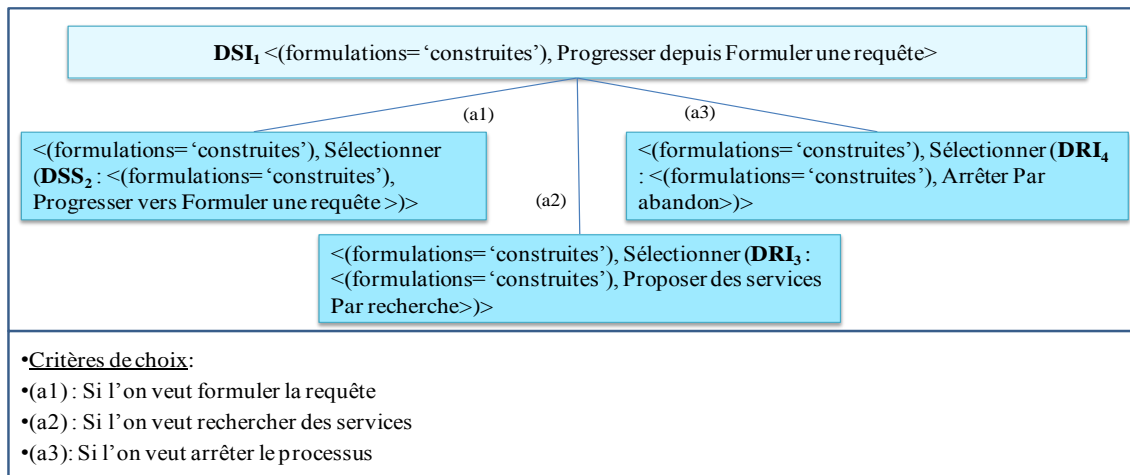 DSI₁ <(formulations= ‘construites’), Progresser depuis Formuler une requête>
(a1)
(a3)
<(formulations= ‘construites’), Sélectionner
(DSS₂ : <(formulations= ‘construites’),
Progresser vers Formuler une requête >)>
(a2)
<(formulations= ‘construites’), Sélectionner (DRI₄
: <(formulations= ‘construites’), Arrêter Par
abandon>)>
<(formulations= ‘construites’), Sélectionner (DRI₃ :
<(formulations= ‘construites’), Proposer des services
Par recherche>)>
•Critères de choix:
•(a1) : Si l’on veut formuler la requête
•(a2) : Si l’on veut rechercher des services
•(a3): Si l’on veut arrêter le processus